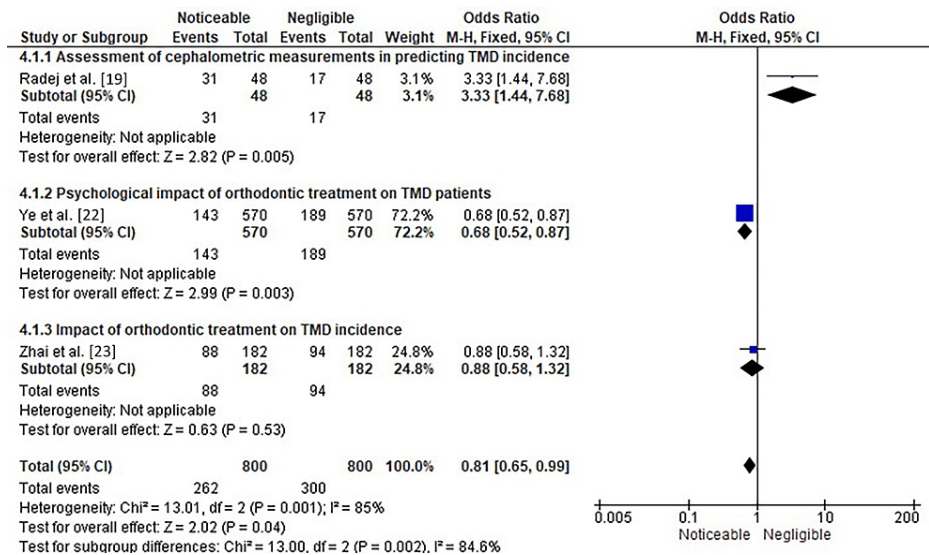 Noticeable Negligible Odds Ratio Odds Ratio
Study or Subgroup Events Total Events Total Weight M-H, Fixed, 95% CI M-H, Fixed, 95% CI
4.1.1 Assessment of cephalometric measurements in predicting TMD incidence
Radej et al. [19] 31 48 17 48 3.1% 3.33 [1.44, 7.68]
Subtotal (95% CI) 48 48 3.1% 3.33 [1.44, 7.68]
Total events 31 17
Heterogeneity: Not applicable
Test for overall effect: Z = 2.82 (P = 0.005)
4.1.2 Psychological impact of orthodontic treatment on TMD patients
Ye et al. [22] 143 570 189 570 72.2% 0.68 [0.52, 0.87]
Subtotal (95% CI) 570 570 72.2% 0.68 [0.52, 0.87]
Total events 143 189
Heterogeneity: Not applicable
Test for overall effect: Z = 2.99 (P = 0.003)
4.1.3 Impact of orthodontic treatment on TMD incidence
Zhai et al. [23] 88 182 94 182 24.8% 0.88 [0.58, 1.32]
Subtotal (95% CI) 182 182 24.8% 0.88 [0.58, 1.32]
Total events 88 94
Heterogeneity: Not applicable
Test for overall effect: Z = 0.63 (P = 0.53)
Total (95% CI) 800 800 100.0% 0.81 [0.65, 0.99]
Total events 262 300
Heterogeneity: Chi² = 13.01, df = 2 (P = 0.001); I² = 85%
Test for overall effect: Z = 2.02 (P = 0.04)
Test for subgroup differences: Chi² = 13.00, df = 2 (P = 0.002), I² = 84.6%
0.005 0.1 1 10 200
Noticeable Negligible